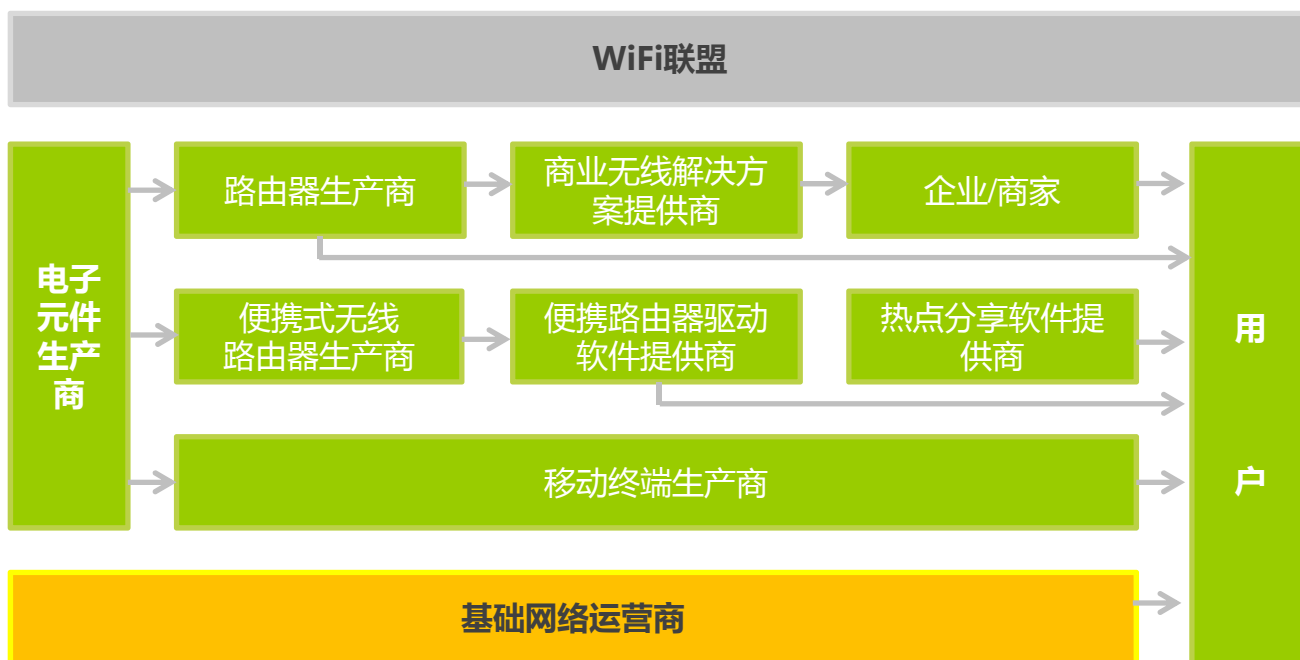 WiFi联盟
电子
元件
生产
商
路由器生产商
商业无线解决方
案提供商
企业/商家
便携式无线
路由器生产商
便携路由器驱动
软件提供商
热点分享软件提
供商
移动终端生产商
用
户
基础网络运营商